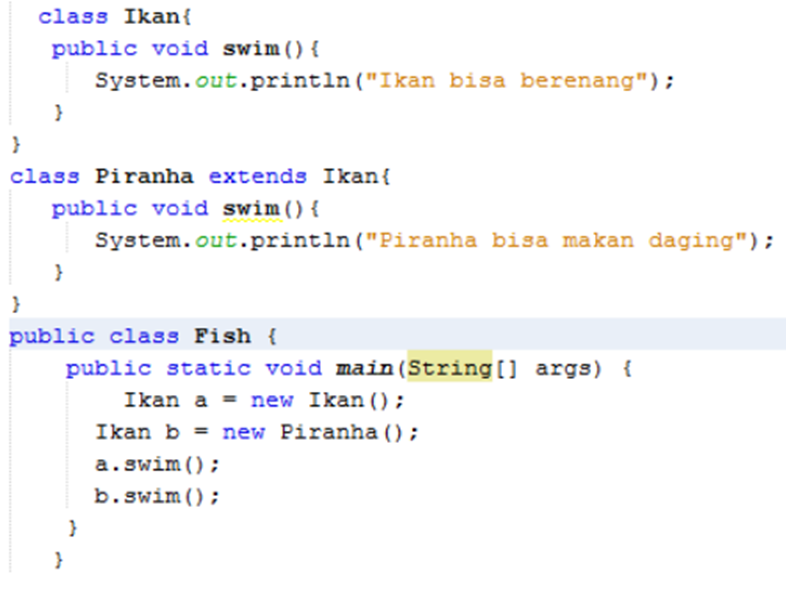 class Ikan{
public void swim(){
System.out.println("Ikan bisa berenang");
}
}
class Piranha extends Ikan{
public void swim(){
System.out.println("Piranha bisa makan daging");
}
}
public class Fish {
public static void main(String[] args) {
Ikan a = new Ikan();
Ikan b = new Piranha();
a.swim();
b.swim();
}
}